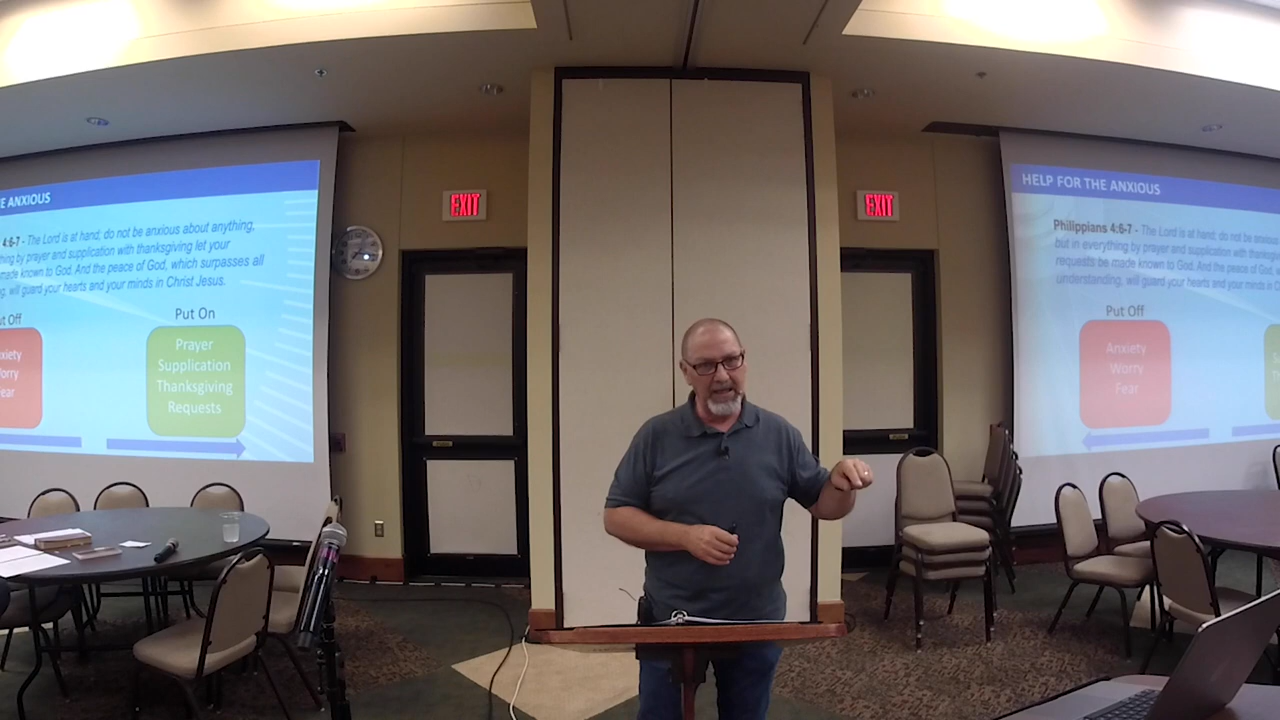 E ANXIOUS
4:6-7 - The Lord is at hand; do not be anxious about anything,
thing by prayer and supplication with thanksgiving let your
made known to God. And the peace of God, which surpasses all
g, will guard your hearts and your minds in Christ Jesus.
ut Off
Put On
xiety
orry
ear
Prayer
Supplication
Thanksgiving
Requests
EXIT
EXIT
HELP FOR THE ANXIOUS
Philippians 4:6-7 - The Lord is at hand; do not be anxious
but in everything by prayer and supplication with thanksgiv
requests be made known to God. And the peace of God,
understanding, will guard your hearts and your minds in C
Put Off
Anxiety
Worry
Fear